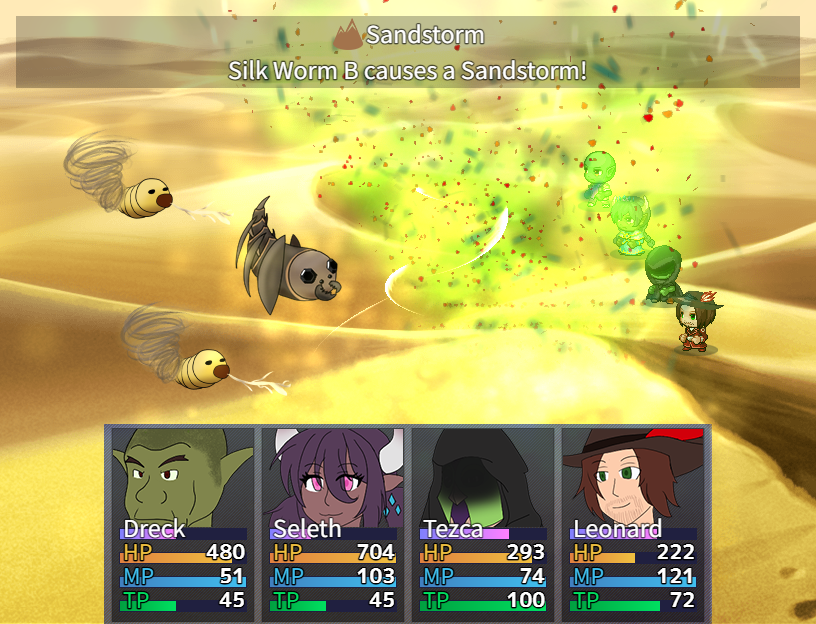 Sandstorm
Silk Worm B causes a Sandstorm!
Dreck Seleth Tezca Leonard
HP 480 HP 704 HP 293 HP 222
MP 51 MP 103 MP 74 MP 121
TP 45 TP 45 TP 100 TP 72